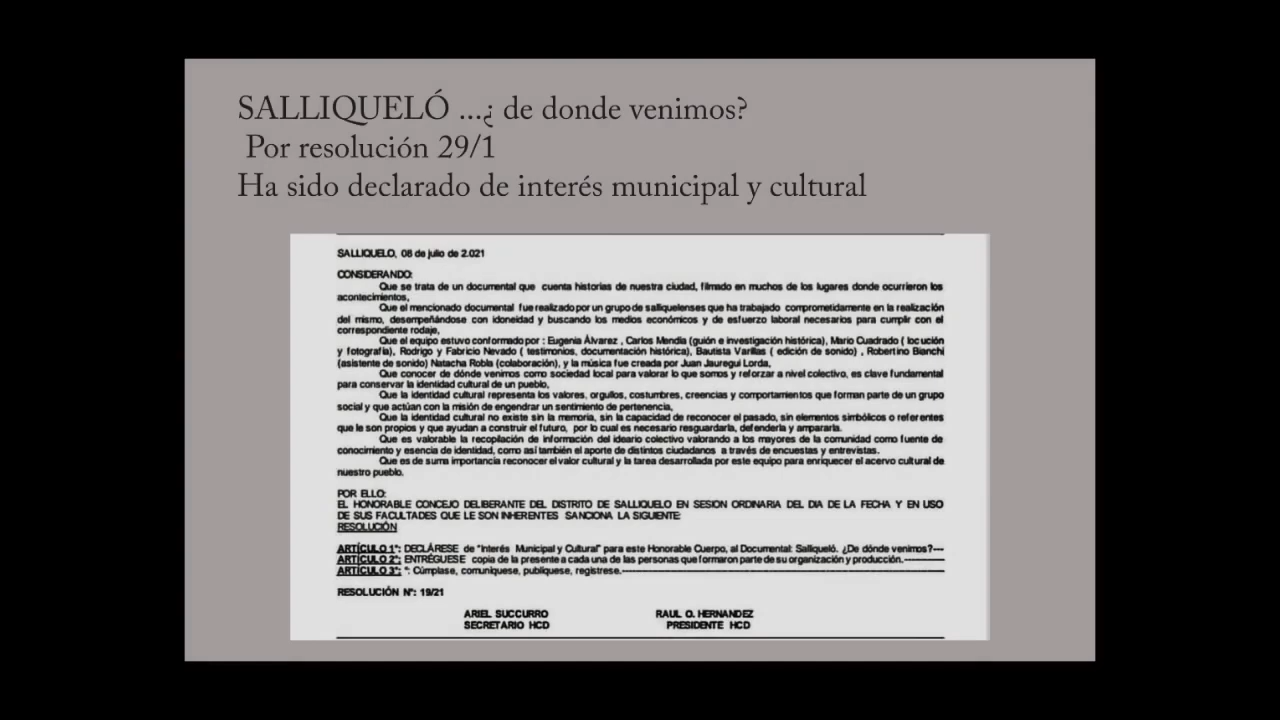 SALLIQUELÓ ...¿ de donde venimos?
Por resolución 29/1
Ha sido declarado de interés municipal y cultural
SALLIQUELO, 08 de julio de 2.021
CONSIDERANDO:
Que se trata de un documental que cuenta historias de nuestra ciudad, filmado en muchos de los lugares donde ocurrieron los
acontecimientos,
Que el mencionado documental fue realizado por un grupo de salliquelenses que ha trabajado comprometidamente en la realización
del mismo, desempeñándose con idoneidad y buscando los medios económicos y de esfuerzo laboral necesarios para cumplir con el
correspondiente rodaje,
Que el equipo estuvo conformado por : Eugenia Álvarez , Carlos Mendia (guión e investigación histórica), Mario Cuadrado ( locución
y fotografía), Rodrigo y Fabricio Nevado ( testimonios, documentación histórica), Bautista Varillas ( edición de sonido) , Robertino Bianchi
(asistente de sonido) Natacha Robla (colaboración), y la música fue creada por Juan Jauregui Lorda,
Que conocer de dónde venimos como sociedad local para valorar lo que somos y reforzar a nivel colectivo, es clave fundamental
para conservar la identidad cultural de un pueblo,
Que la identidad cultural representa los valores, orgullos, costumbres, creencias y comportamientos que forman parte de un grupo
social y que actúan con la misión de engendrar un sentimiento de pertenencia,
Que la identidad cultural no existe sin la memoria, sin la capacidad de reconocer el pasado, sin elementos simbólicos o referentes
que le son propios y que ayudan a construir el futuro, por lo cual es necesario resguardarla, defenderla y ampararla.
Que es valorable la recopilación de información del ideario colectivo valorando a los mayores de la comunidad como fuente de
conocimiento y esencia de identidad, como así también el aporte de distintos ciudadanos a través de encuestas y entrevistas.
Que es de suma importancia reconocer el valor cultural y la tarea desarrollada por este equipo para enriquecer el acervo cultural de
nuestro pueblo.
POR ELLO:
EL HONORABLE CONCEJO DELIBERANTE DEL DISTRITO DE SALLIQUELO EN SESION ORDINARIA DEL DIA DE LA FECHA Y EN USO
DE SUS FACULTADES QUE LE SON INHERENTES SANCIONA LA SIGUIENTE:
RESOLUCIÓN
ARTÍCULO 1°: DECLÁRESE de "Interés Municipal y Cultural" para este Honorable Cuerpo, al Documental: Salliqueló. ¿De dónde venimos?---
ARTÍCULO 2°: ENTRÉGUESE copia de la presente a cada una de las personas que formaron parte de su organización y producción.----------
ARTÍCULO 3°: °: Cúmplase, comuníquese, publíquese, regístrese.------------------------------------------------------------------------
RESOLUCIÓN N°: 19/21
ARIEL SUCCURRO RAUL O. HERNANDEZ
SECRETARIO HCD PRESIDENTE HCD